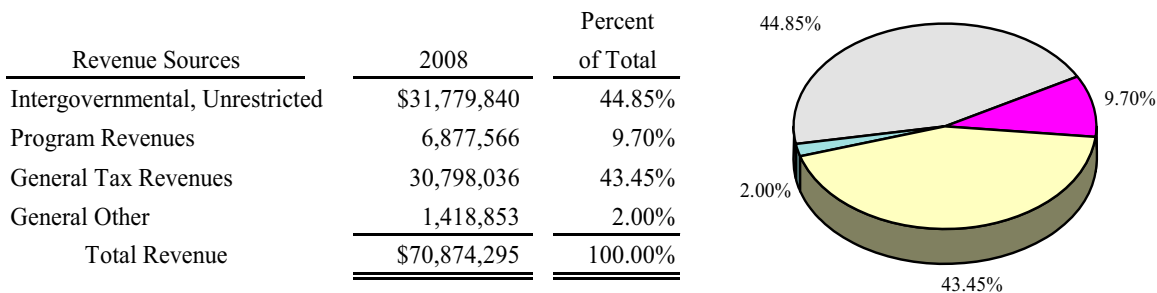 Percent
Revenue Sources 2008 of Total
Intergovernmental, Unrestricted $31,779,840 44.85%
Program Revenues 6,877,566 9.70%
General Tax Revenues 30,798,036 43.45%
General Other 1,418,853 2.00%
Total Revenue $70,874,295 100.00%
44.85%
9.70%
2.00%
43.45%